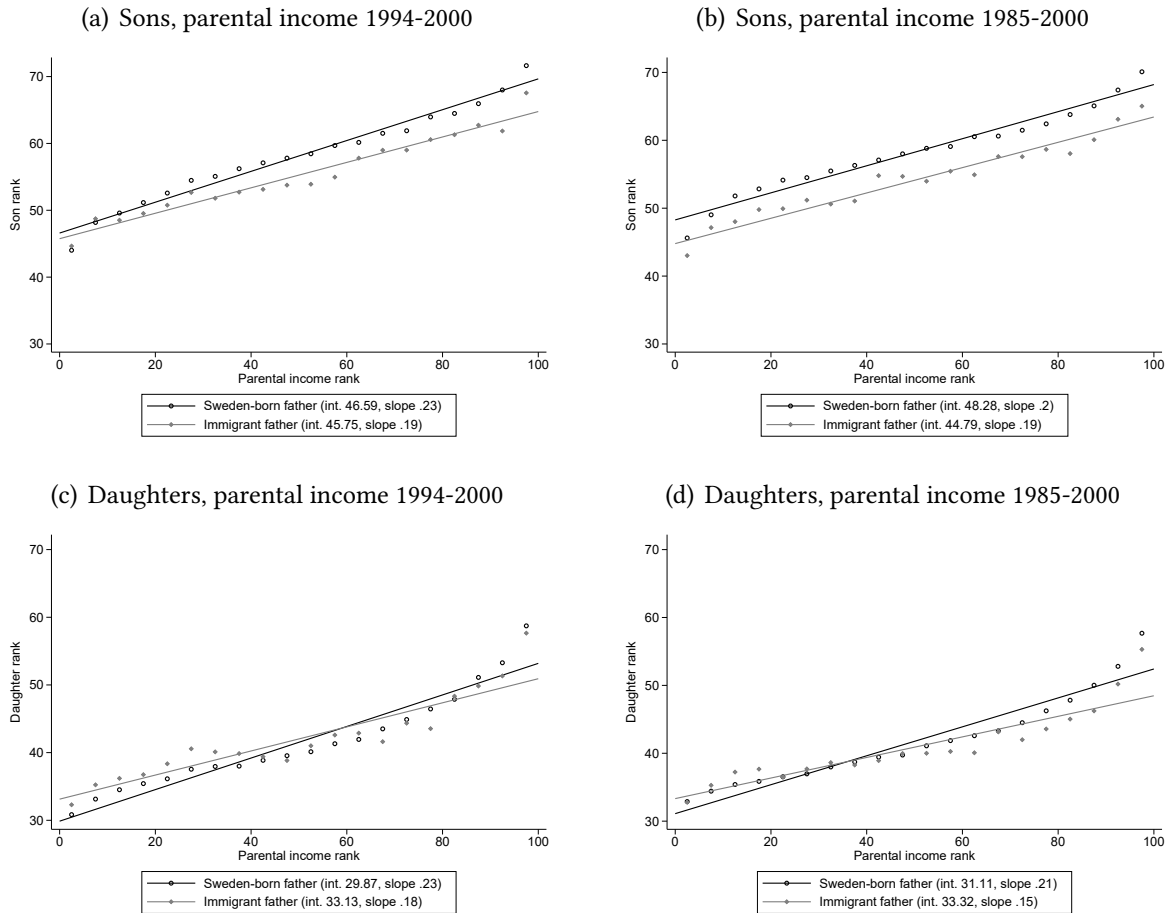 (a) Sons, parental income 1994-2000
70
60
50
40
30
Son rank
0 20 40 60 80 100
Parental income rank
Sweden-born father (int. 46.59, slope .23)
Immigrant father (int. 45.75, slope .19)
(b) Sons, parental income 1985-2000
70
60
50
40
30
Son rank
0 20 40 60 80 100
Parental income rank
Sweden-born father (int. 48.28, slope .2)
Immigrant father (int. 44.79, slope .19)
(c) Daughters, parental income 1994-2000
70
60
50
40
30
Daughter rank
0 20 40 60 80 100
Parental income rank
Sweden-born father (int. 29.87, slope .23)
Immigrant father (int. 33.13, slope .18)
(d) Daughters, parental income 1985-2000
70
60
50
40
30
Daughter rank
0 20 40 60 80 100
Parental income rank
Sweden-born father (int. 31.11, slope .21)
Immigrant father (int. 33.32, slope .15)